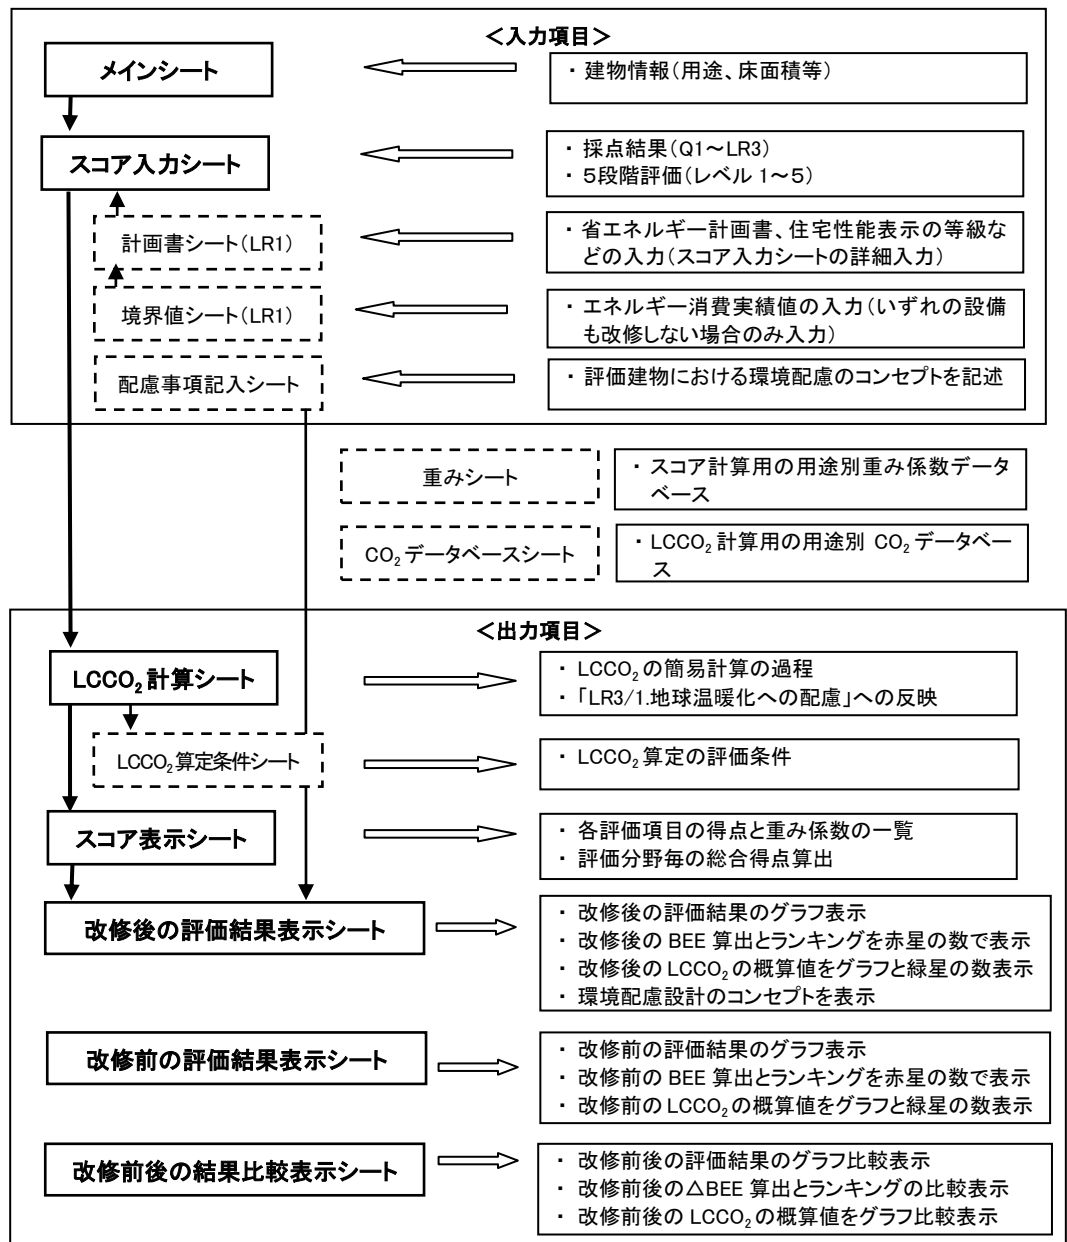 ＜入力項目＞
メインシート
・ 建物情報（用途、床面積等）
スコア入力シート
・ 採点結果（Q1～LR3）
・ ５段階評価（レベル 1～5）
計画書シート（LR1）
・ 省エネルギー計画書、住宅性能表示の等級な
どの入力（スコア入力シートの詳細入力）
境界値シート（LR1）
・ エネルギー消費実績値の入力（いずれの設備
も改修しない場合のみ入力）
配慮事項記入シート
・ 評価建物における環境配慮のコンセプトを記述
重みシート
・ スコア計算用の用途別重み係数データ
ベース
CO₂データベースシート
・ LCCO₂計算用の用途別 CO₂データベー
ス
＜出力項目＞
LCCO₂計算シート
・ LCCO₂の簡易計算の過程
・ 「LR3/1.地球温暖化への配慮」への反映
LCCO₂算定条件シート
・ LCCO₂算定の評価条件
スコア表示シート
・ 各評価項目の得点と重み係数の一覧
・ 評価分野毎の総合得点算出
改修後の評価結果表示シート
・ 改修後の評価結果のグラフ表示
・ 改修後の BEE 算出とランキングを赤星の数で表示
・ 改修後の LCCO₂の概算値をグラフと緑星の数表示
・ 環境配慮設計のコンセプトを表示
改修前の評価結果表示シート
・ 改修前の評価結果のグラフ表示
・ 改修前の BEE 算出とランキングを赤星の数で表示
・ 改修前の LCCO₂の概算値をグラフと緑星の数表示
改修前後の結果比較表示シート
・ 改修前後の評価結果のグラフ比較表示
・ 改修前後の△BEE 算出とランキングの比較表示
・ 改修前後の LCCO₂の概算値をグラフ比較表示